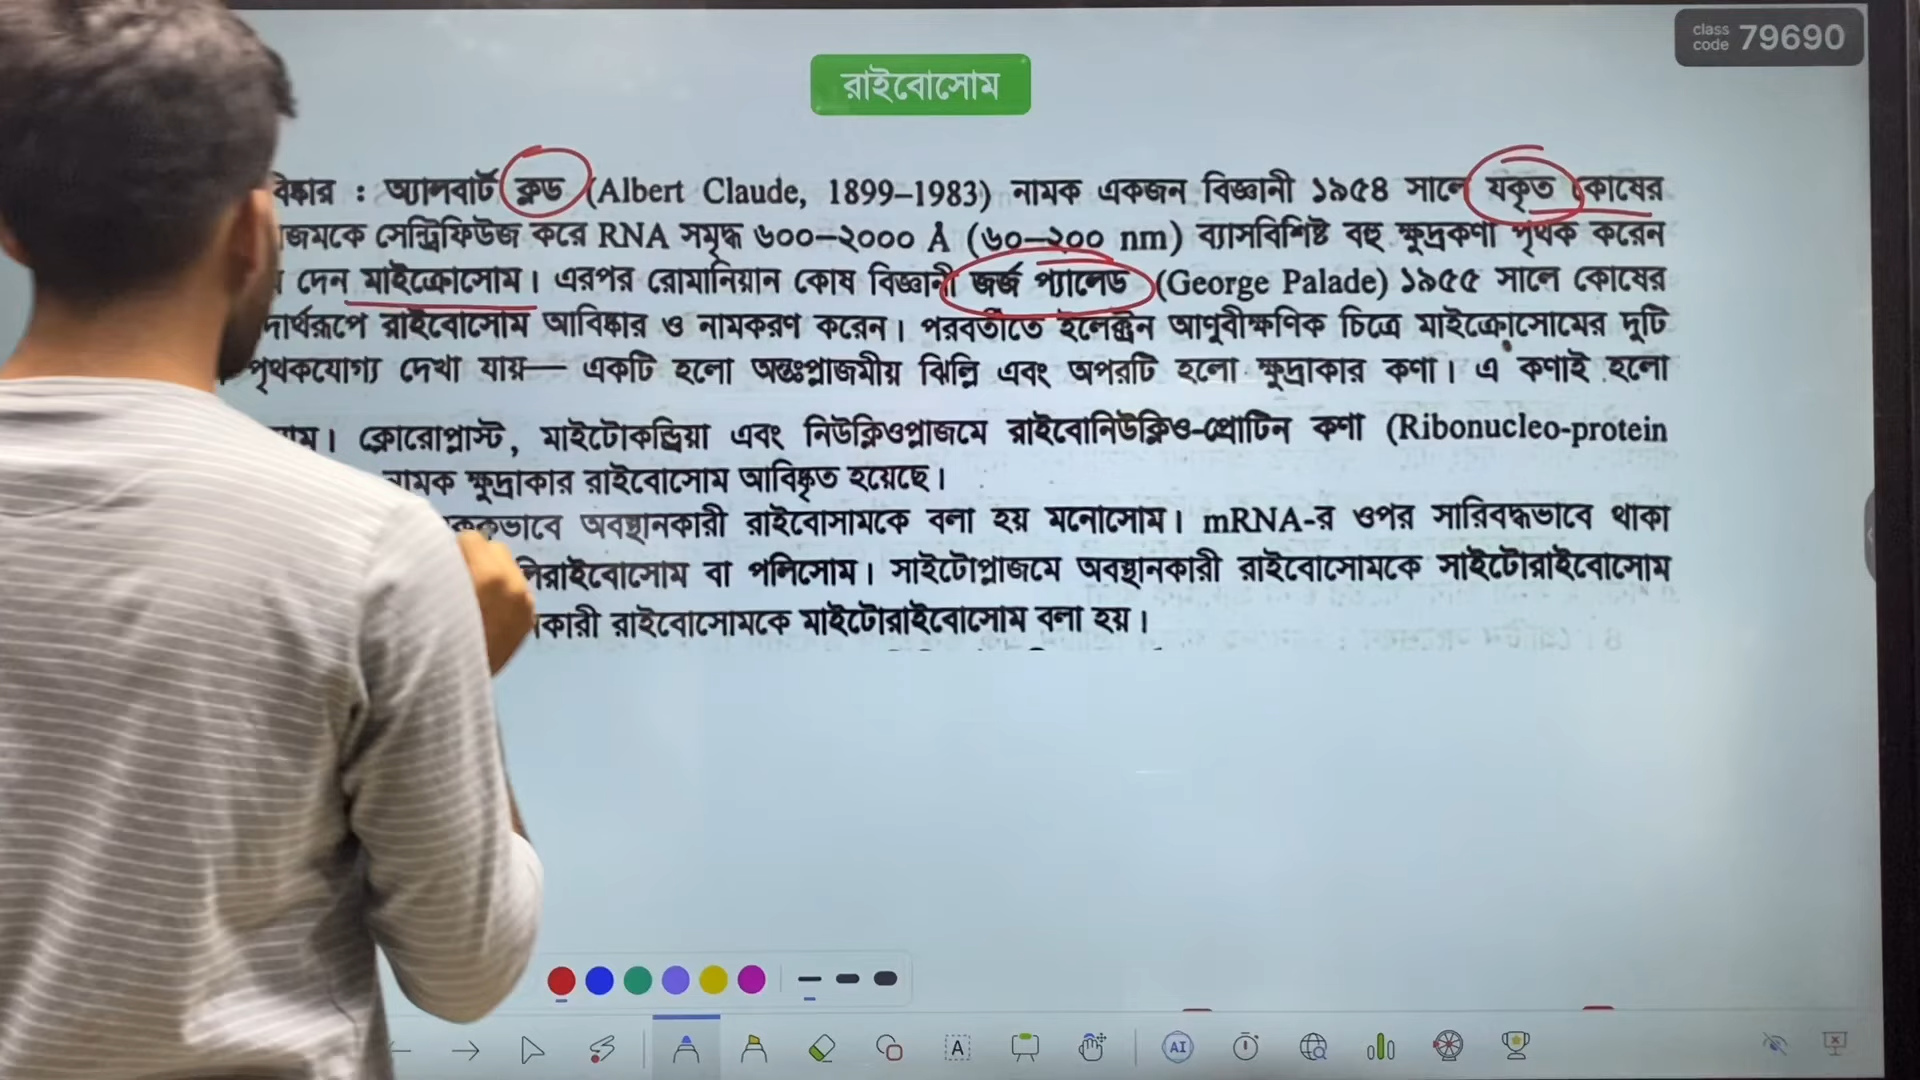 class code 79690
রাইবোসোম
বিষ্কার : অ্যালবার্ট ক্লড (Albert Claude, 1899–1983) নামক একজন বিজ্ঞানী ১৯৫৪ সালে যকৃত কোষের
সেন্ট্রিফিউজ করে RNA সমৃদ্ধ ৬০০–২০০০ Å (৬০–২০০ nm) ব্যাসবিশিষ্ট বহু ক্ষুদ্রকণা পৃথক করেন
দেন মাইক্রোসোম। এরপর রোমানিয়ান কোষ বিজ্ঞানী জর্জ প্যালেড (George Palade) ১৯৫৫ সালে কোষের
রাইবোসোম আবিষ্কার ও নামকরণ করেন। পরবর্তীতে ইলেক্ট্রন আণুবীক্ষণিক চিত্রে মাইক্রোসোমের দুটি
পৃথকযোগ্য দেখা যায়— একটি হলো অন্তঃপ্লাজমীয় ঝিল্লি এবং অপরটি হলো ক্ষুদ্রাকার কণা। এ কণাই হলো
ক্লোরোপ্লাস্ট, মাইটোকন্ড্রিয়া এবং নিউক্লিওপ্লাজমে রাইবোনিউক্লিও-প্রোটিন কণা (Ribonucleo-protein
নামক ক্ষুদ্রাকার রাইবোসোম আবিষ্কৃত হয়েছে।
ককভাবে অবস্থানকারী রাইবোসামকে বলা হয় মনোসোম। mRNA-র ওপর সারিবদ্ধভাবে থাকা
লিরাইবোসোম বা পলিসোম। সাইটোপ্লাজমে অবস্থানকারী রাইবোসোমকে সাইটোরাইবোসোম
কারী রাইবোসোমকে মাইটোরাইবোসোম বলা হয়।
A
AI